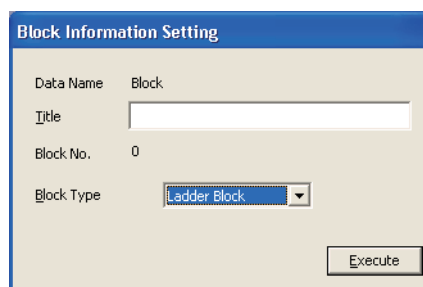 Block Information Setting
Data Name Block
Title
Block No. 0
Block Type Ladder Block
Execute